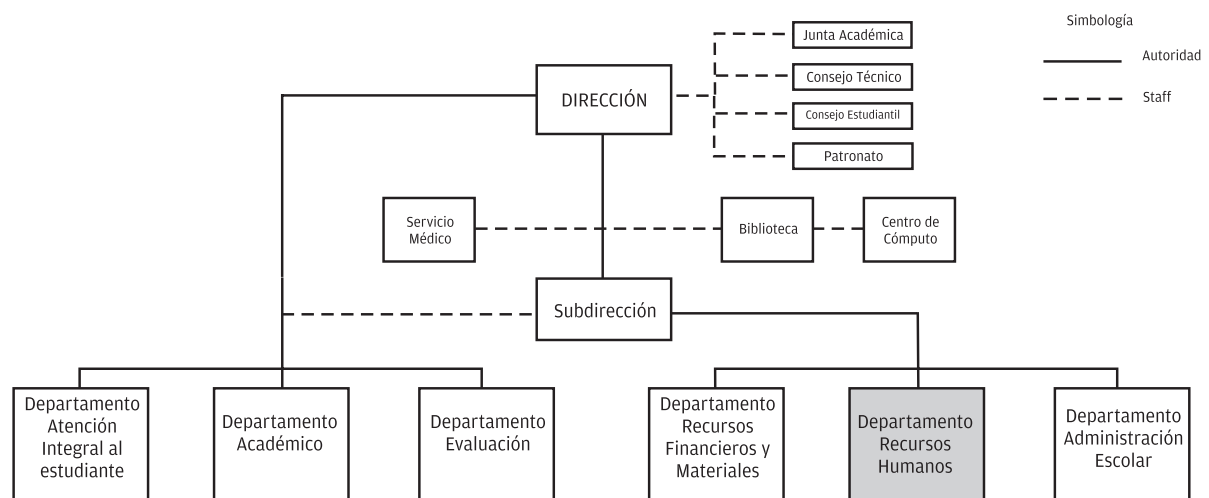 Simbología
Autoridad
Staff
Junta Académica
Consejo Técnico
Consejo Estudiantil
Patronato
DIRECCIÓN
Servicio
Médico
Biblioteca
Centro de
Cómputo
Subdirección
Departamento
Atención
Integral al
estudiante
Departamento
Académico
Departamento
Evaluación
Departamento
Recursos
Financieros y
Materiales
Departamento
Recursos
Humanos
Departamento
Administración
Escolar